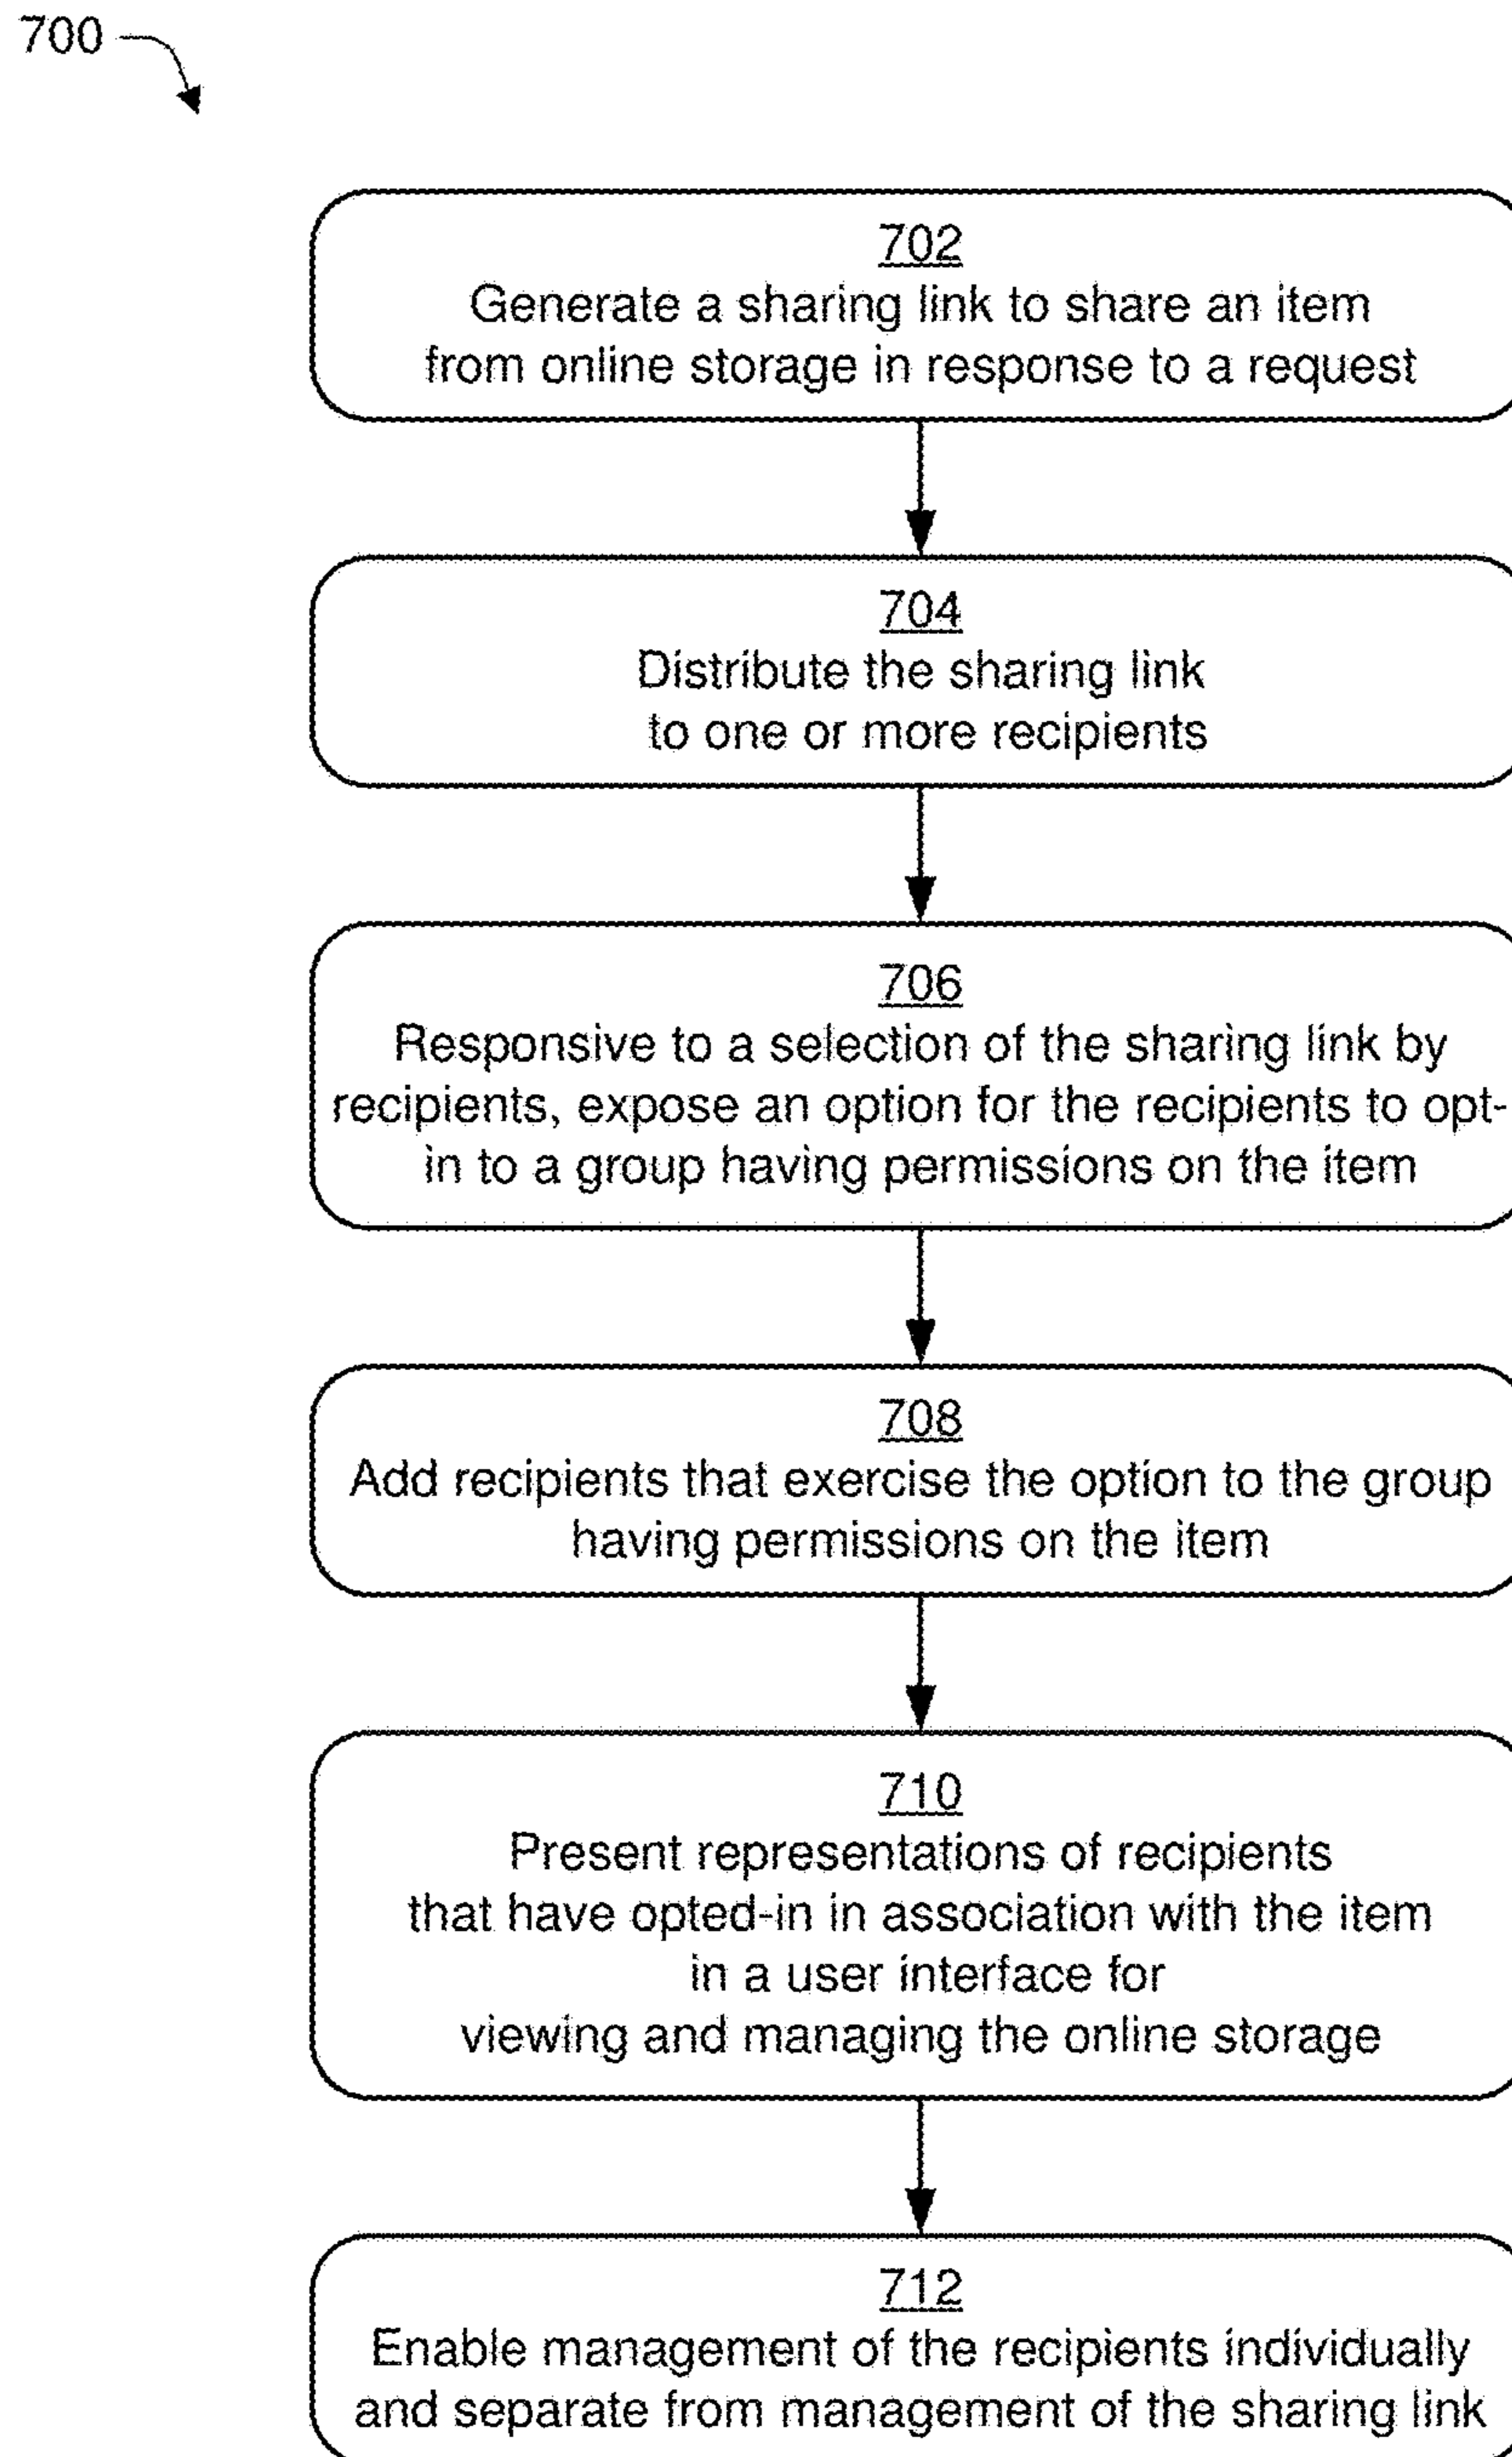 700
702
Generate a sharing link to share an item
from online storage in response to a request
704
Distribute the sharing link
to one or more recipients
706
Responsive to a selection of the sharing link by
recipients, expose an option for the recipients to opt-
in to a group having permissions on the item
708
Add recipients that exercise the option to the group
having permissions on the item
710
Present representations of recipients
that have opted-in in association with the item
in a user interface for
viewing and managing the online storage
712
Enable management of the recipients individually
and separate from management of the sharing link